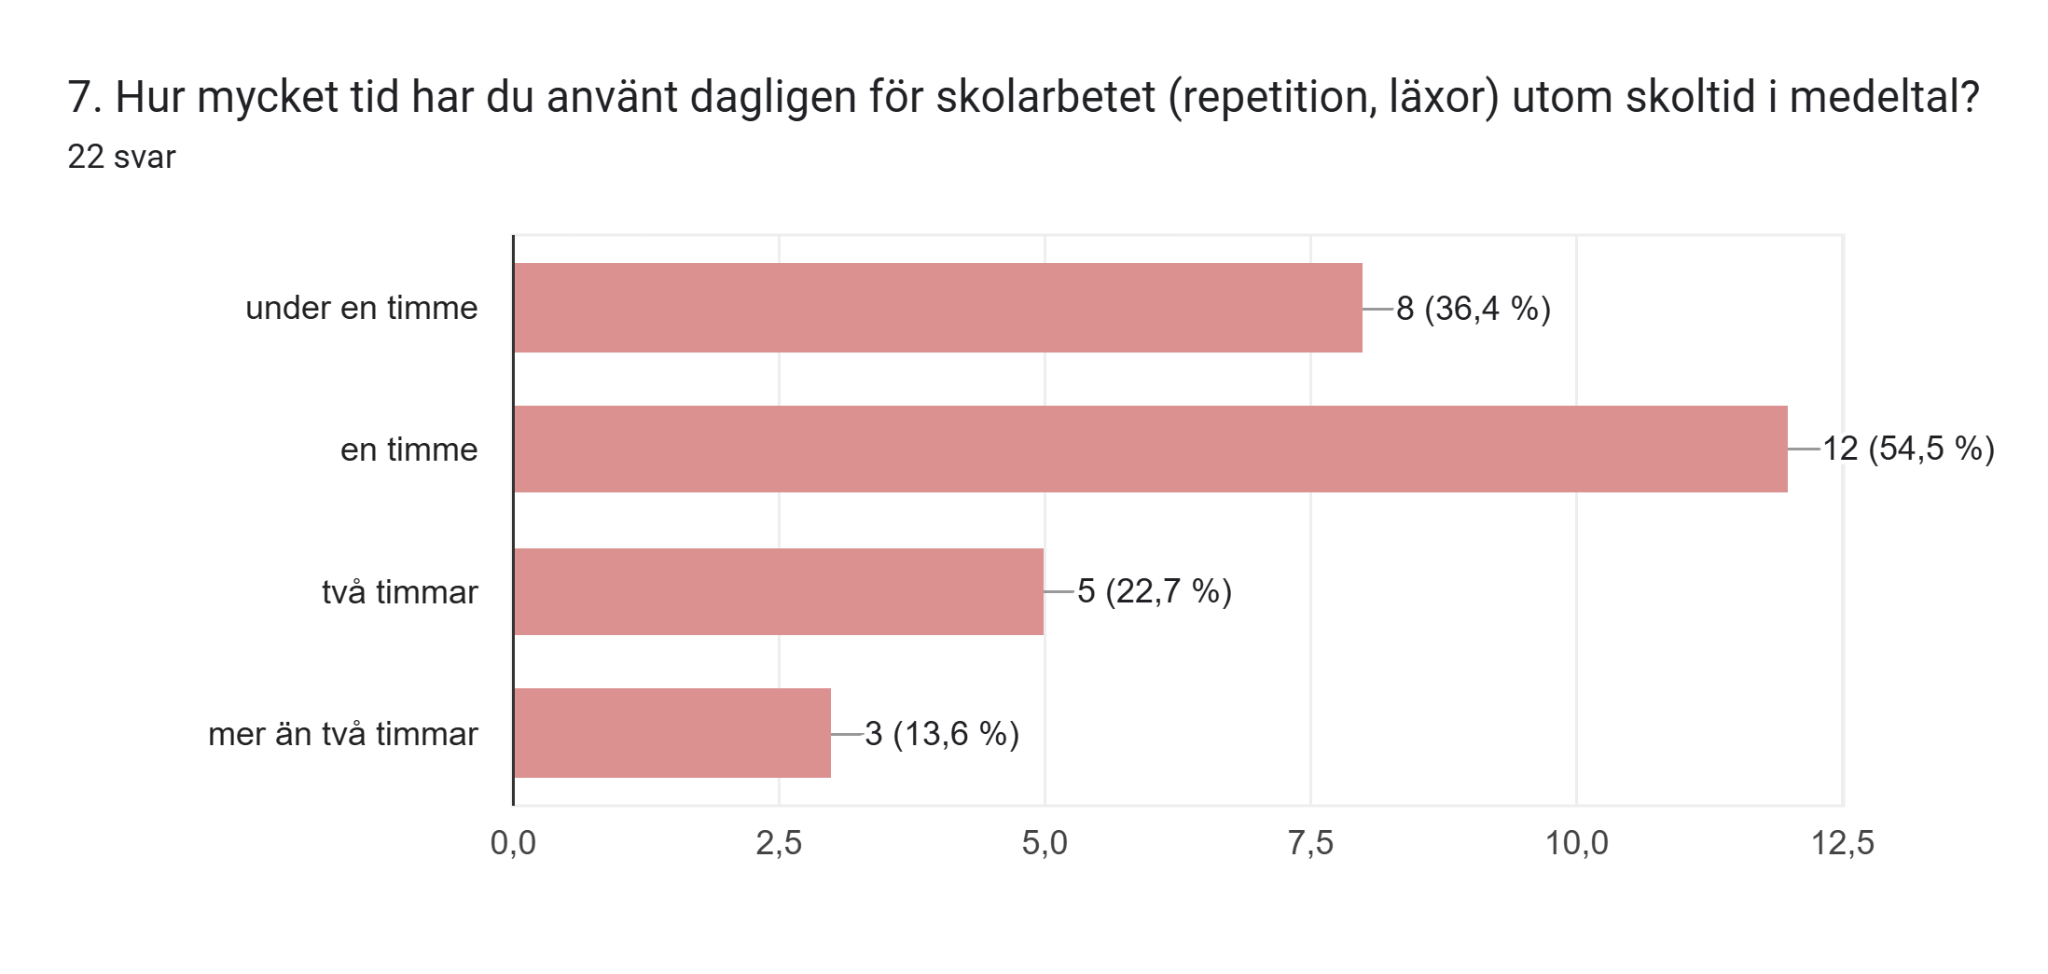 7. Hur mycket tid har du använt dagligen för skolarbetet (repetition, läxor) utom skoltid i medeltal?
22 svar
under en timme
8 (36,4 %)
en timme
12 (54,5 %)
två timmar
5 (22,7 %)
mer än två timmar
3 (13,6 %)
0,0
2,5
5,0
7,5
10,0
12,5